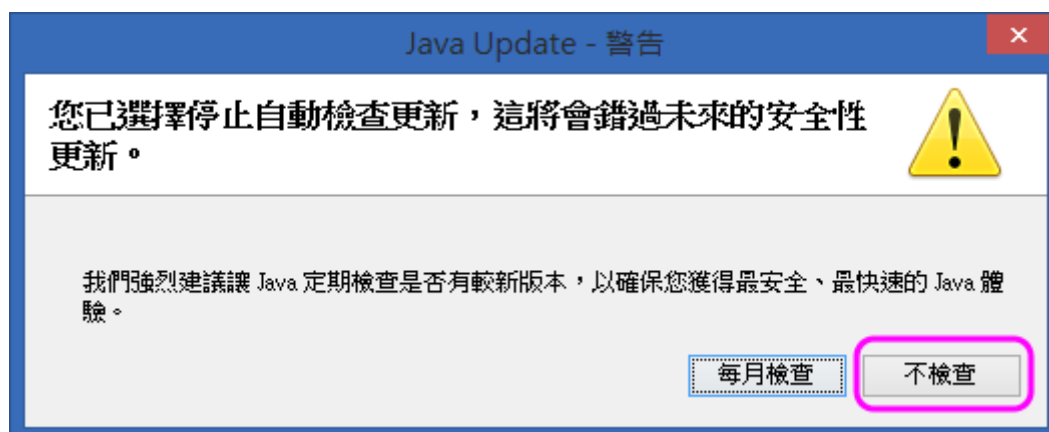 Java Update - 警告
您已選擇停止自動檢查更新，這將會錯過未來的安全性
更新。
我們強烈建議讓 Java 定期檢查是否有較新版本，以確保您獲得最安全、最快速的 Java 體
驗。
每月檢查 不檢查